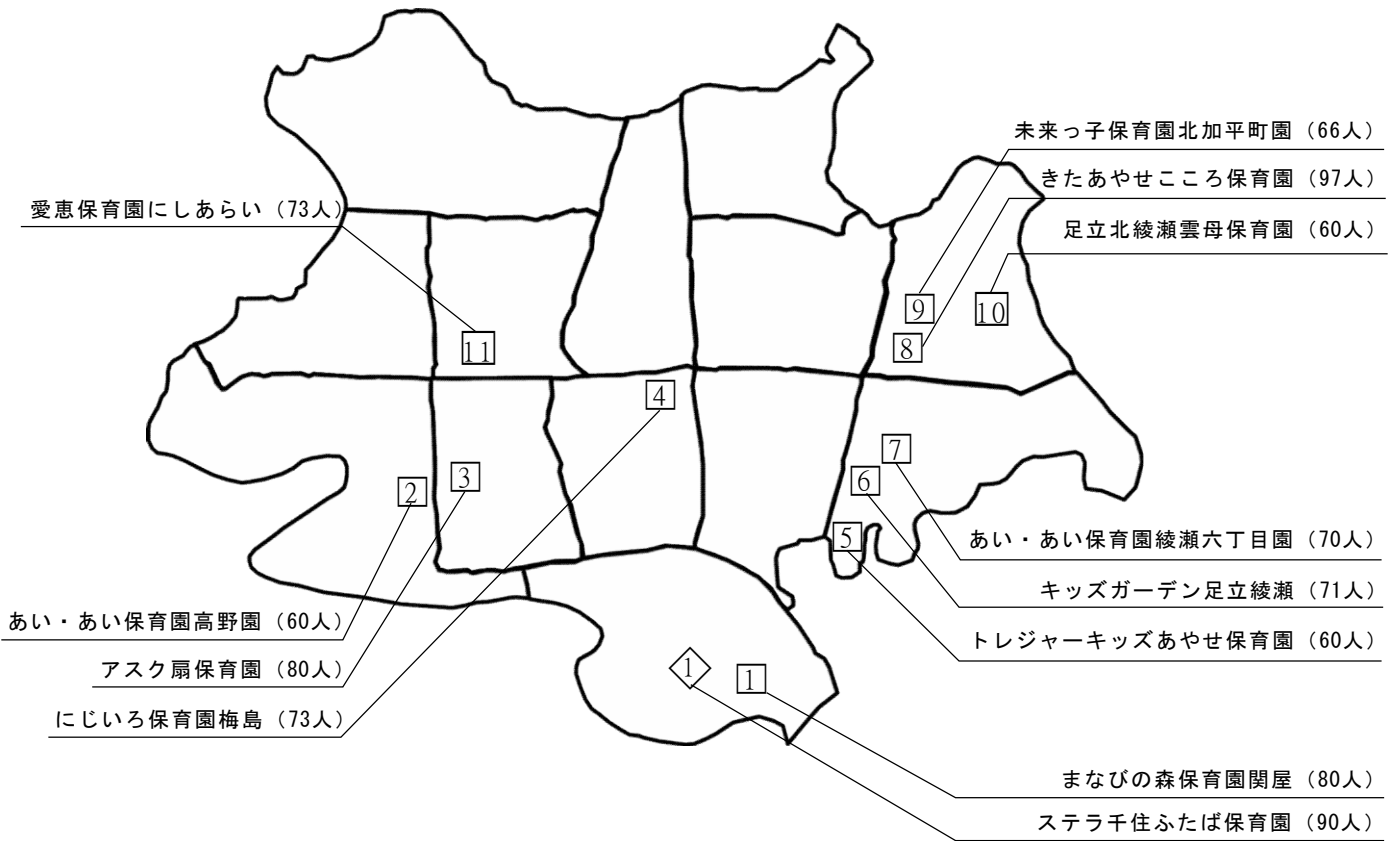 未来っ子保育園北加平町園（66人）
きたあやせこころ保育園（97人）
愛恵保育園にしあらい（73人）
足立北綾瀬雲母保育園（60人）
9
10
8
11
4
7
3
6
2
5
あい・あい保育園綾瀬六丁目園（70人）
キッズガーデン足立綾瀬（71人）
あい・あい保育園高野園（60人）
トレジャーキッズあやせ保育園（60人）
アスク扇保育園（80人）
1
1
にじいろ保育園梅島（73人）
まなびの森保育園関屋（80人）
ステラ千住ふたば保育園（90人）